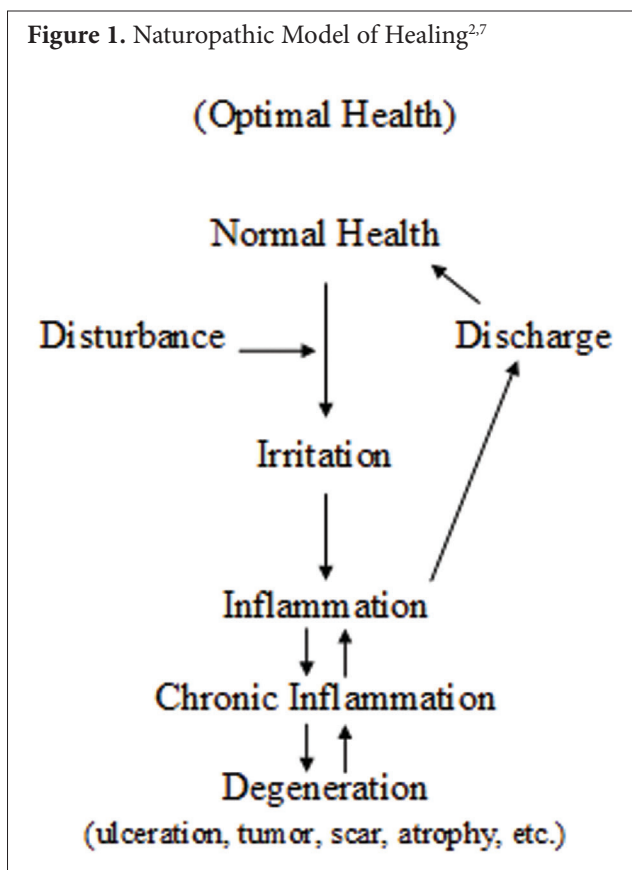 Figure 1. Naturopathic Model of Healing2,7
(Optimal Health)
Normal Health
Disturbance
Discharge
Irritation
Inflammation
Chronic Inflammation
Degeneration
(ulceration, tumor, scar, atrophy, etc.)